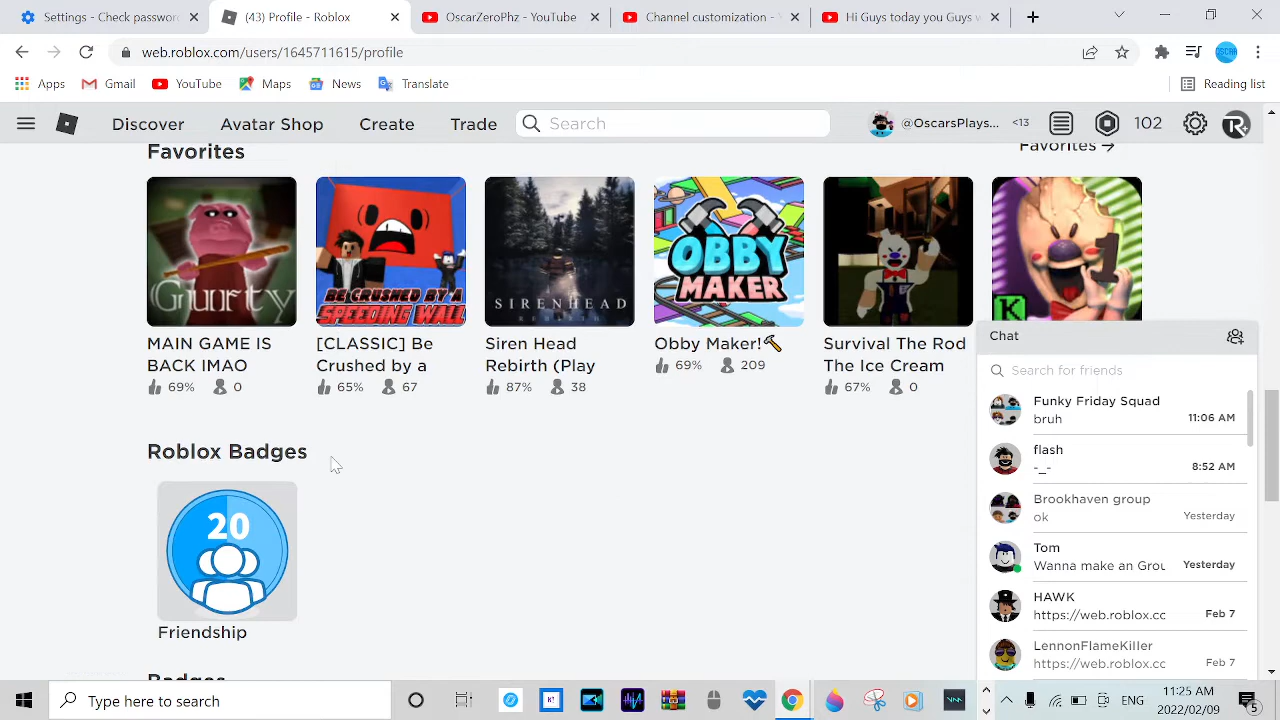 Settings - Checkpassword
(43) Profile - Roblox
OscarZeroPhz - YouTube
Channel customization -
Hi Guys today you Guys v
web.roblox.com/users/1645711615/profile
Apps
Gmail
YouTube
Maps
News
Translate
Reading list
Discover
Avatar Shop
Create
Trade
Search
@OscarsPlays...
<13
102
Favorites
Favorites →
Gurty
BE CRUSHED BY A
SPEEDING WALL
SIRENHEAD
REBIRTH
OBBY
MAKER
K
1
MAIN GAME IS
BACK lMAO
69%
0
[CLASSIC] Be
Crushed by a
65%
67
Siren Head
Rebirth (Play
87%
38
Obby Maker!🔨
69%
209
Survival The Rod
The Ice Cream
67%
0
Roblox Badges
20
Friendship
Badges
Chat
Search for friends
Funky Friday Squad
bruh
11:06 AM
flash
-_-
8:52 AM
Brookhaven group
ok
Yesterday
Tom
Wanna make an Grou
Yesterday
HAWK
https://web.roblox.cc
Feb 7
LennonFlameKiller
https://web.roblox.cc
Feb 7
Type here to search
ENG
11:25 AM
2022/02/09
5